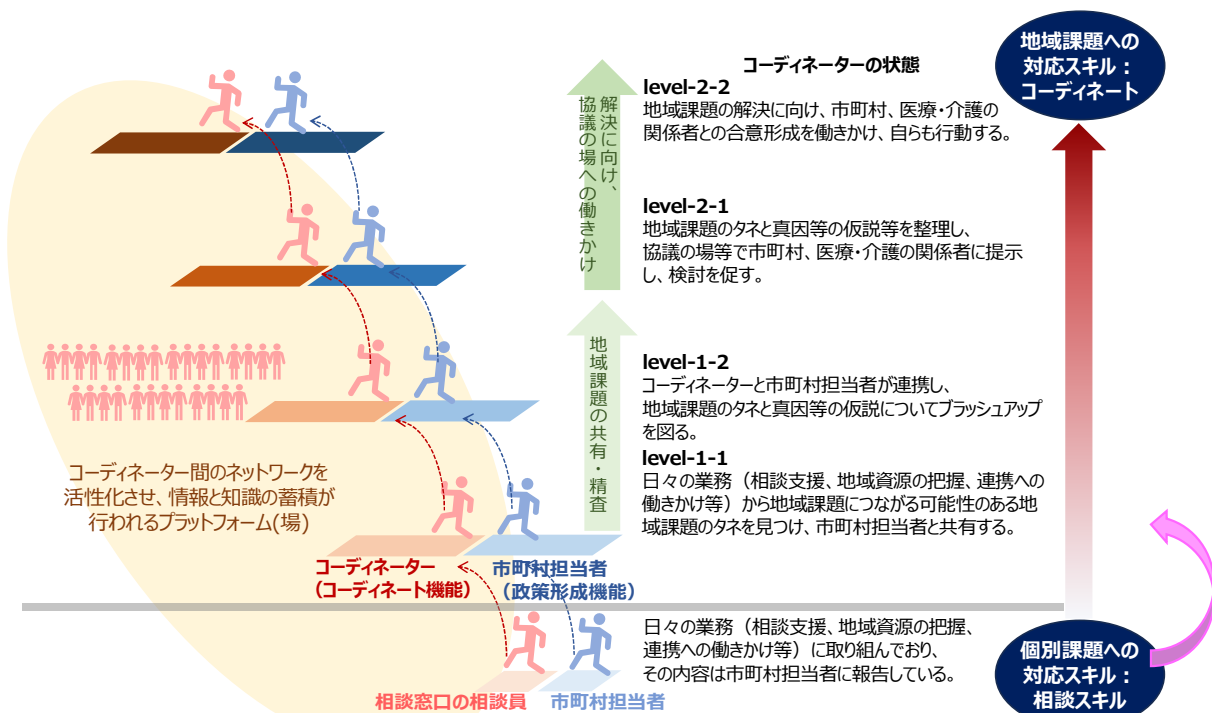 コーディネーターの状態
地域課題への
対応スキル：
コーディネート
level-2-2
地域課題の解決に向け、市町村、医療・介護の
関係者との合意形成を働きかけ、自らも行動する。
解決に向け、
協議の場への働きかけ
level-2-1
地域課題のタネと真因等の仮説等を整理し、
協議の場等で市町村、医療・介護の関係者に提示
し、検討を促す。
地域課題の共有・精査
level-1-2
コーディネーターと市町村担当者が連携し、
地域課題のタネと真因等の仮説についてブラッシュアップ
を図る。
level-1-1
日々の業務（相談支援、地域資源の把握、連携への
働きかけ等）から地域課題につながる可能性のある地
域課題のタネを見つけ、市町村担当者と共有する。
コーディネーター間のネットワークを
活性化させ、情報と知識の蓄積が
行われるプラットフォーム(場)
コーディネーター
（コーディネート機能）
市町村担当者
（政策形成機能）
日々の業務（相談支援、地域資源の把握、
連携への働きかけ等）に取り組んでおり、
その内容は市町村担当者に報告している。
個別課題への
対応スキル：
相談スキル
相談窓口の相談員
市町村担当者